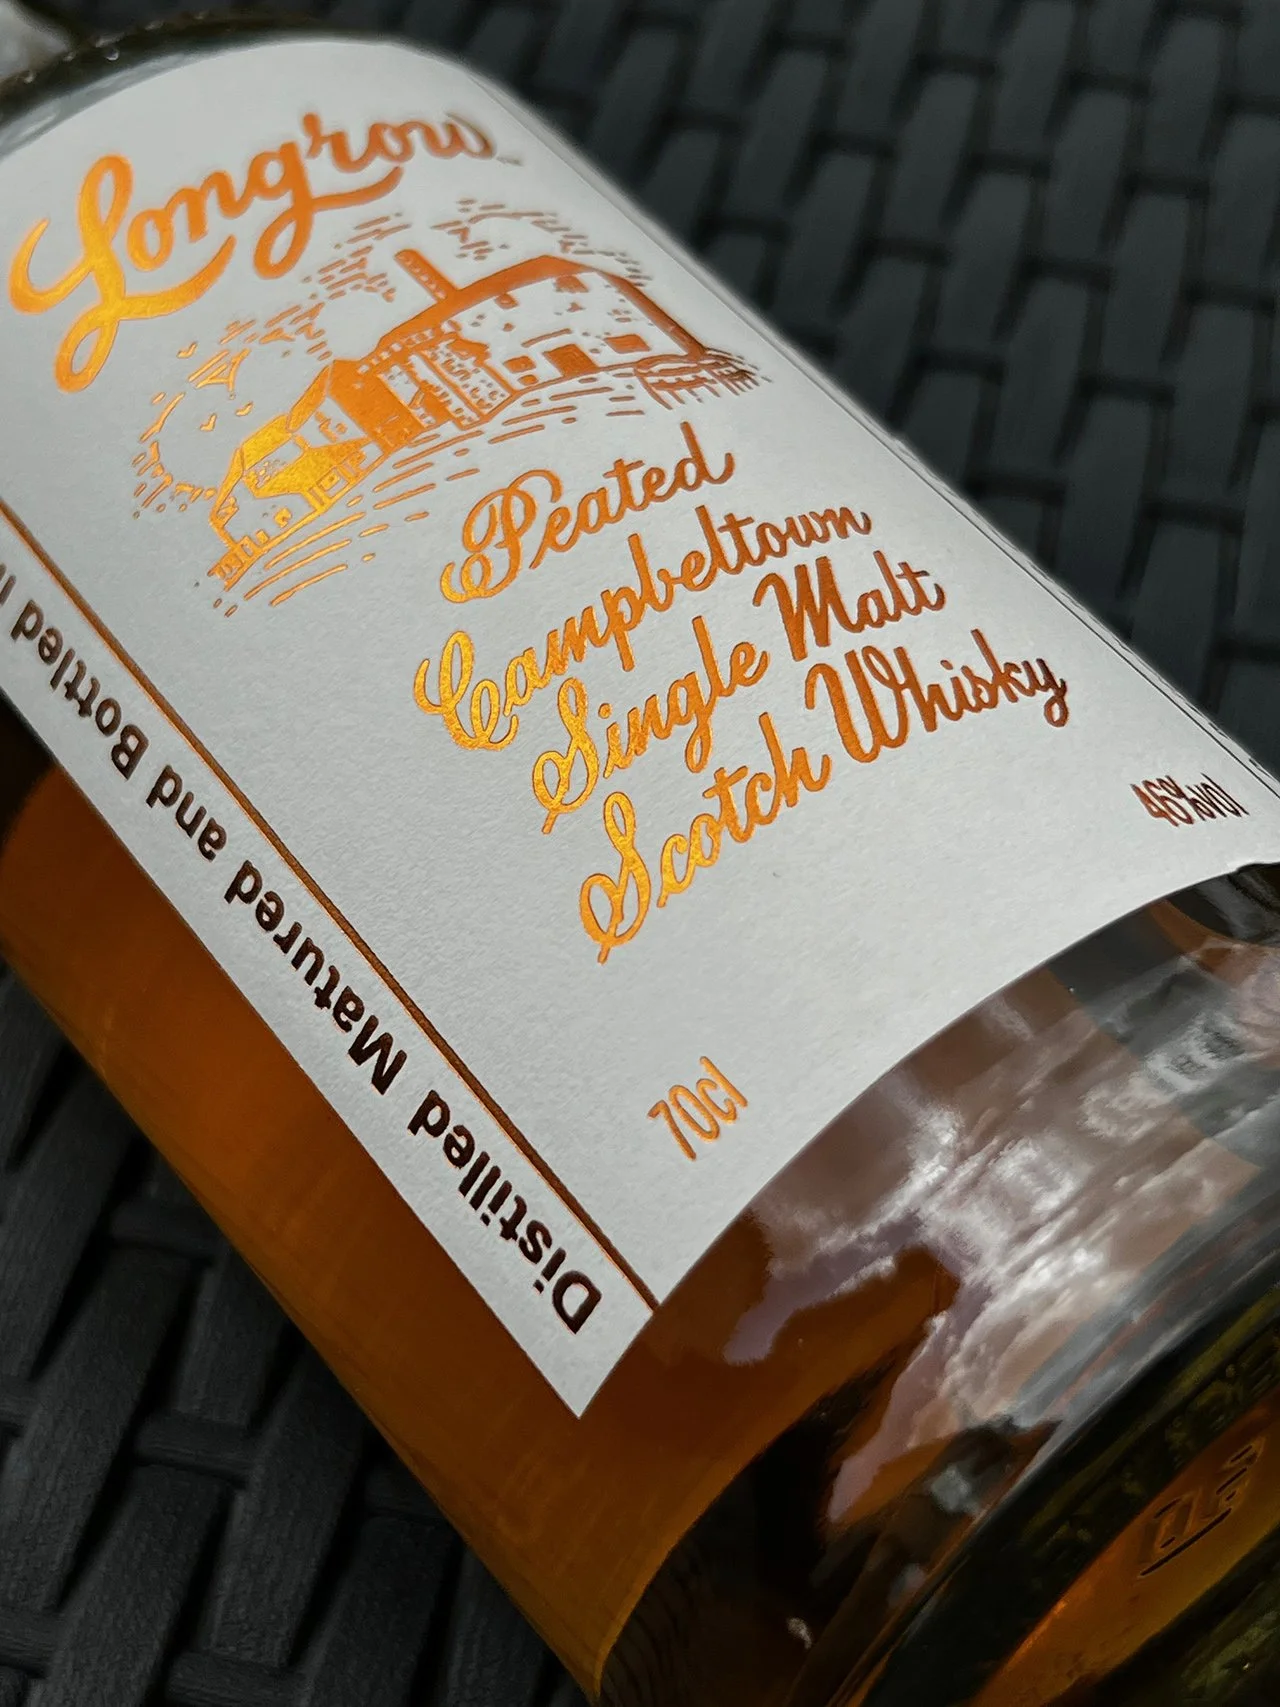 Longrow
Peated
Campbeltown
Single Malt
Scotch Whisky
46%vol
70cl
Distilled Matured and Bottled